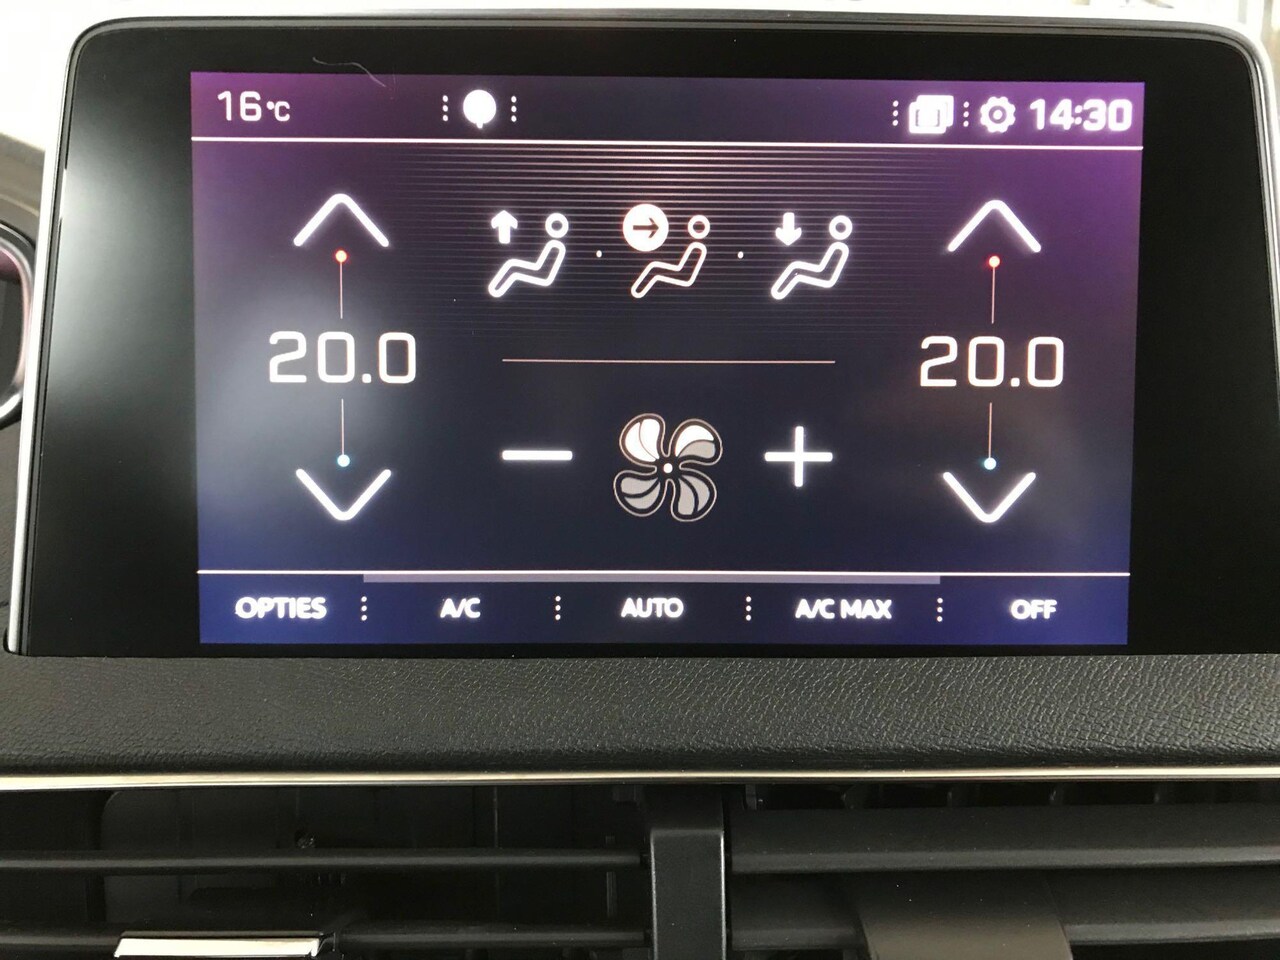 16°C 14:30
20.0 20.0
OPTIES A/C AUTO A/C MAX OFF